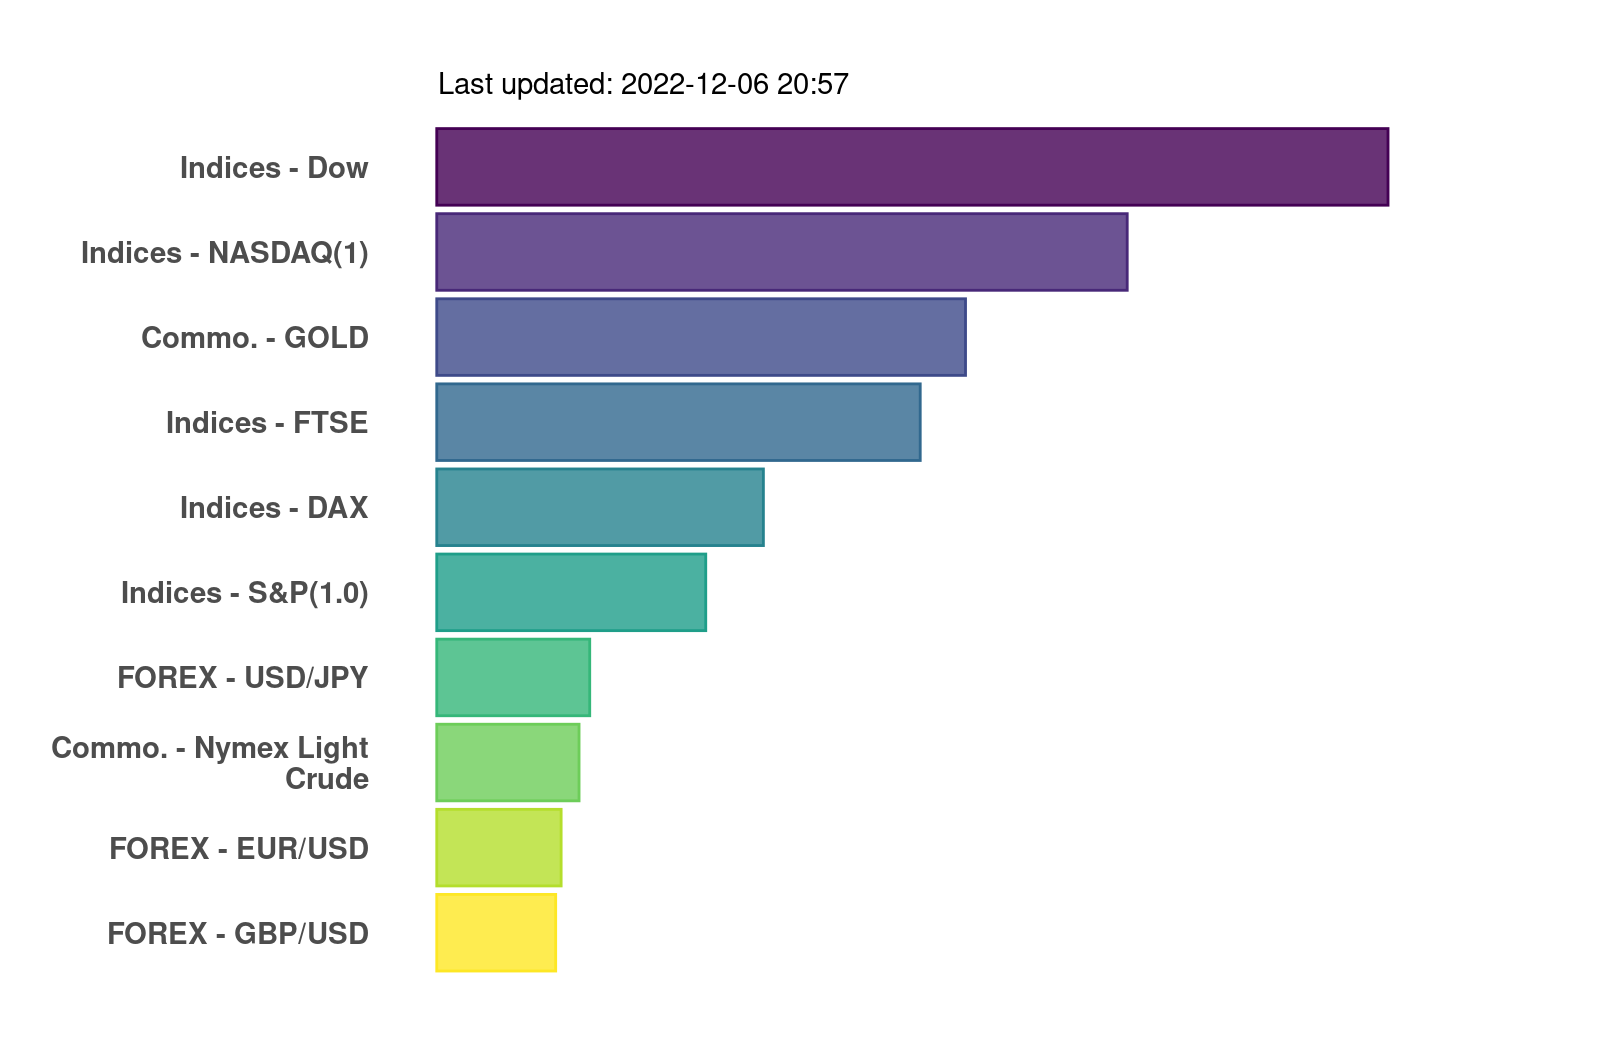 Last updated: 2022-12-06 20:57
Indices - Dow
Indices - NASDAQ(1)
Commo. - GOLD
Indices - FTSE
Indices - DAX
Indices - S&P(1.0)
FOREX - USD/JPY
Commo. - Nymex Light
Crude
FOREX - EUR/USD
FOREX - GBP/USD